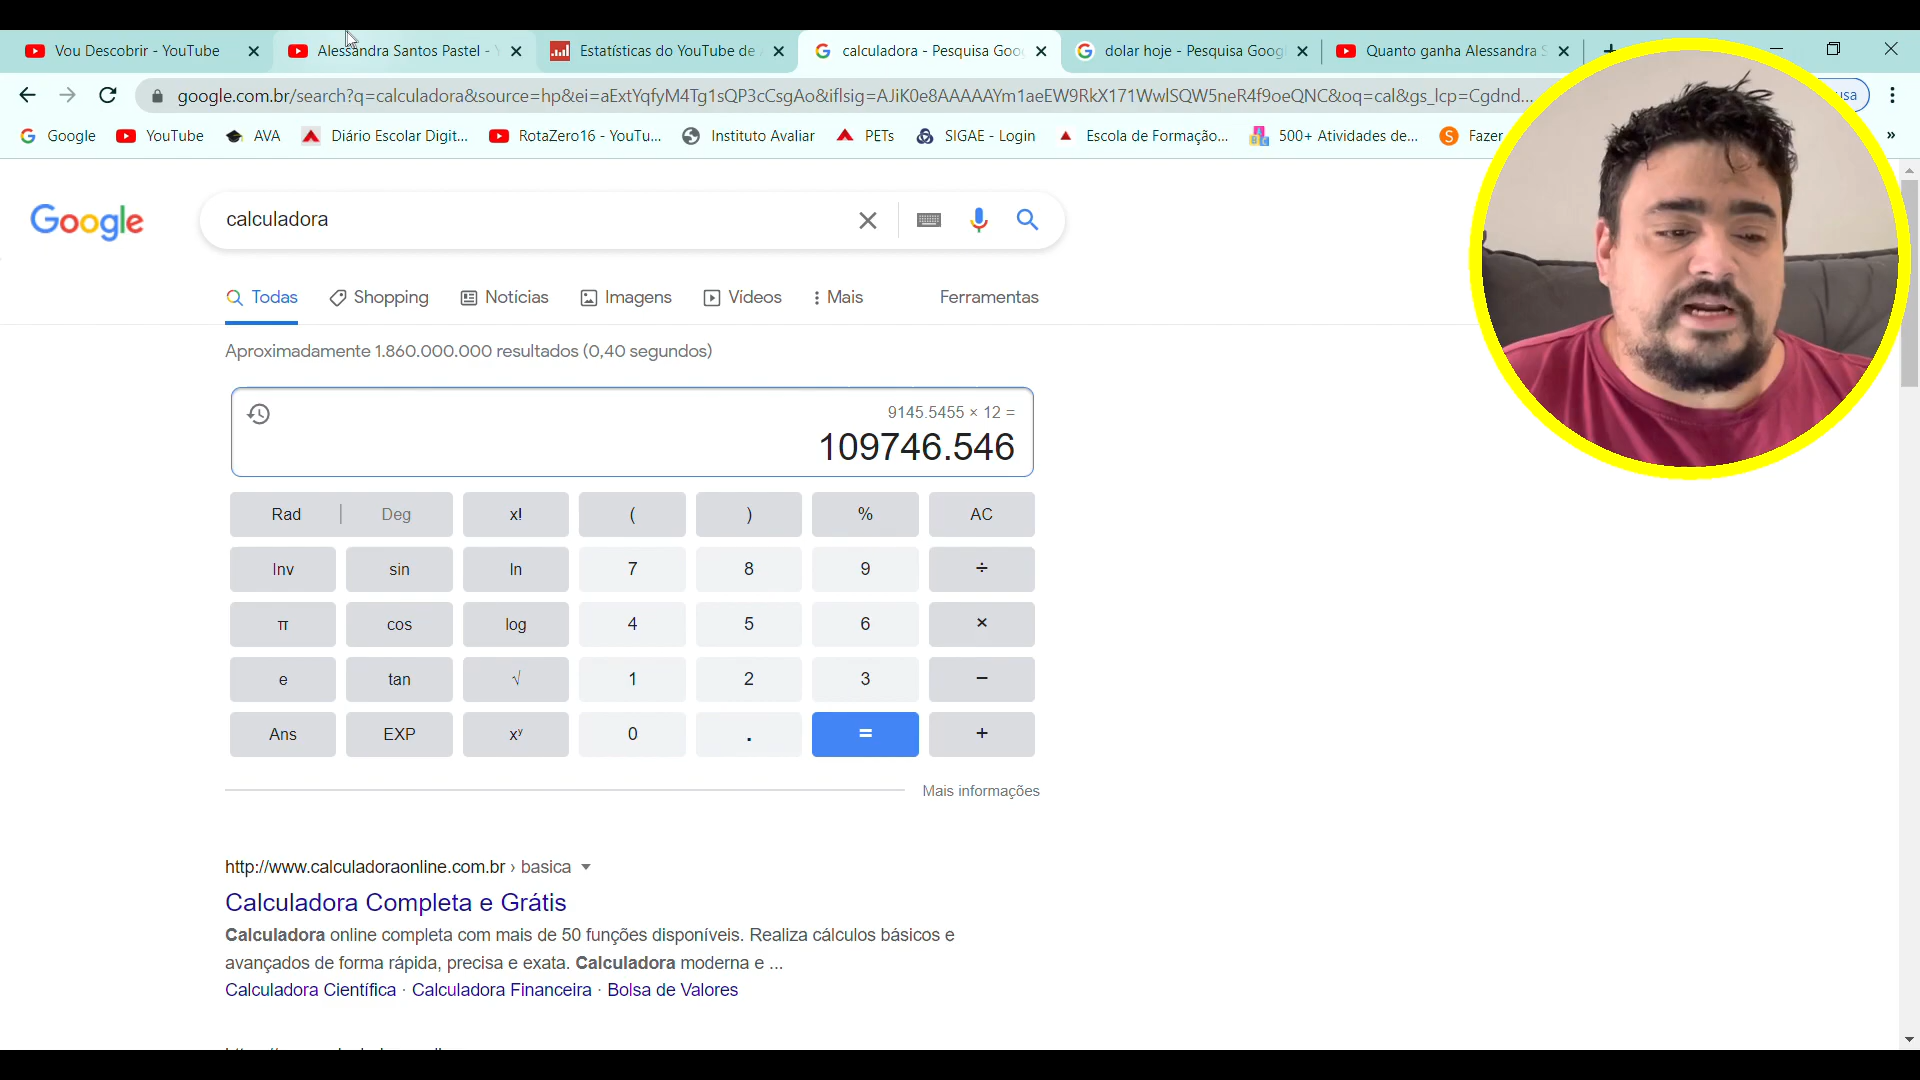 Vou Descobrir - YouTube
Alessandra Santos Pastel -
Estatísticas do YouTube de
calculadora - Pesquisa Goo
dolar hoje - Pesquisa Goog
Quanto ganha Alessandra S
google.com.br/search?q=calculadora&source=hp&ei=aExtYqfyM4Tg1sQP3cCsgAo&iflsig=AJiK0e8AAAAAYm1aeEW9RkX171WwlSQW5neR4f9oeQNC&oq=cal&gs_lcp=Cgdnd...
usa
Google
YouTube
AVA
Diário Escolar Digit...
RotaZero16 - YouTu...
Instituto Avaliar
PETs
SIGAE - Login
Escola de Formação...
500+ Atividades de...
Fazer
»
Google
calculadora
Todas
Shopping
Notícias
Imagens
Vídeos
Mais
Ferramentas
Aproximadamente 1.860.000.000 resultados (0,40 segundos)
9145.5455 × 12 =
109746.546
Rad | Deg
x!
(
)
%
AC
Inv
sin
ln
7
8
9
÷
π
cos
log
4
5
6
×
e
tan
√
1
2
3
−
Ans
EXP
xʸ
0
.
=
+
Mais informações
http://www.calculadoraonline.com.br › basica
Calculadora Completa e Grátis
Calculadora online completa com mais de 50 funções disponíveis. Realiza cálculos básicos e
avançados de forma rápida, precisa e exata. Calculadora moderna e ...
Calculadora Científica · Calculadora Financeira · Bolsa de Valores